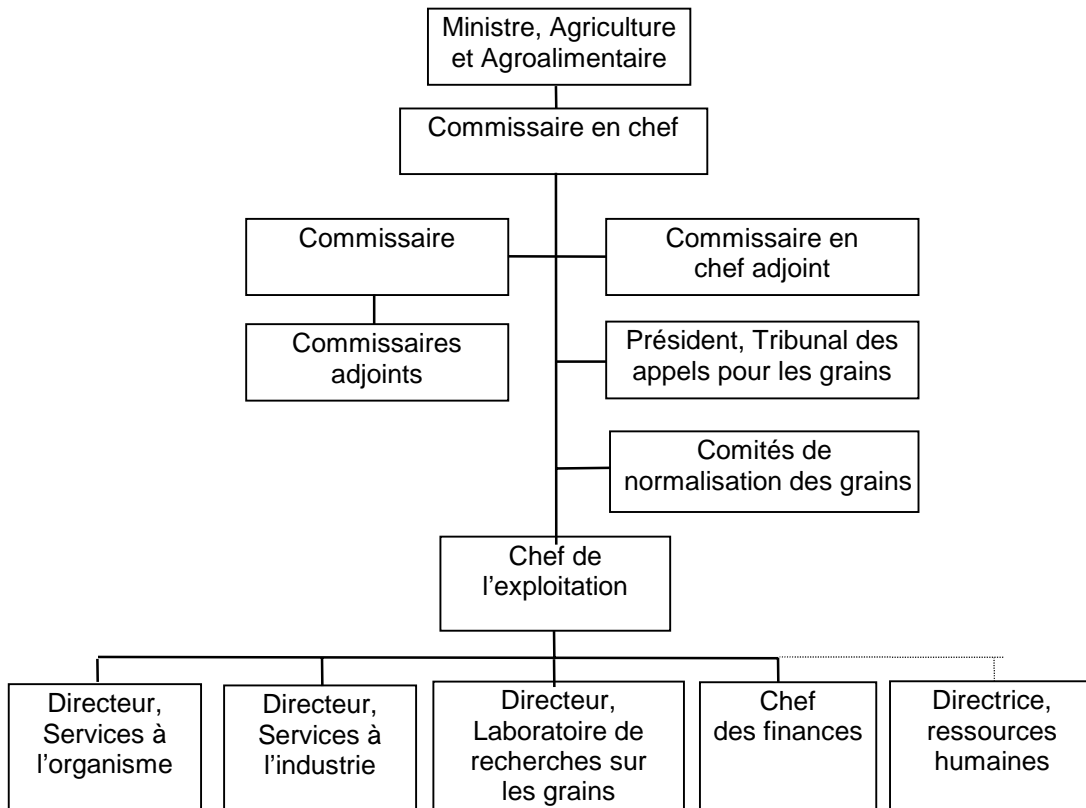 Ministre, Agriculture
et Agroalimentaire
Commissaire en chef
Commissaire
Commissaire en
chef adjoint
Commissaires
adjoints
Président, Tribunal des
appels pour les grains
Comités de
normalisation des grains
Chef de
l’exploitation
Directeur,
Services à
l’organisme
Directeur,
Services à
l’industrie
Directeur,
Laboratoire de
recherches sur
les grains
Chef
des finances
Directrice,
ressources
humaines